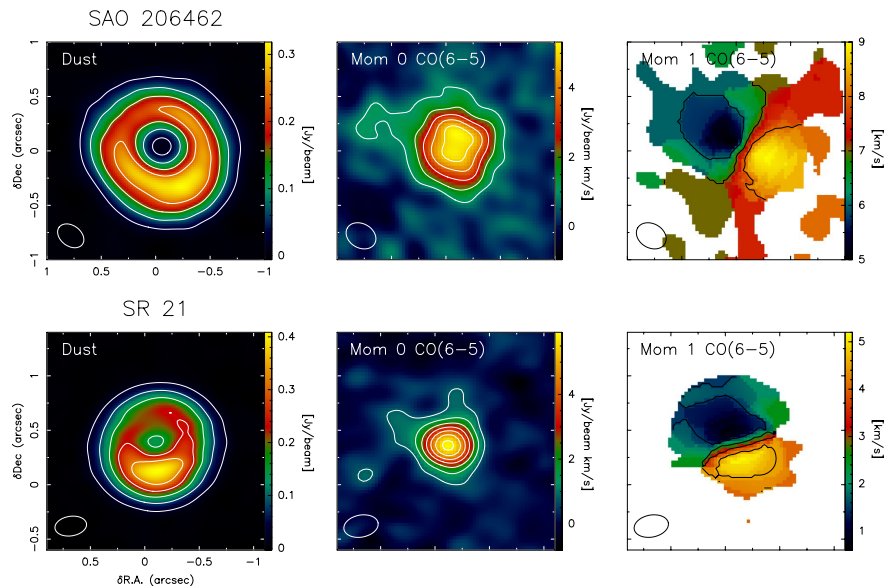 SAO 206462
Dust
Mom 0 CO(6−5)
Mom 1 CO(6−5)
1
0.5
0
−0.5
−1
δDec (arcsec)
1
0.5
0
−0.5
−1
0.3
0.2
0.1
0
[Jy/beam]
4
2
0
[Jy/beam km/s]
9
8
7
6
5
[km/s]
SR 21
Dust
Mom 0 CO(6−5)
Mom 1 CO(6−5)
1
0.5
0
−0.5
δDec (arcsec)
0.5
0
−0.5
−1
δR.A. (arcsec)
0.4
0.3
0.2
0.1
0
[Jy/beam]
4
2
0
[Jy/beam km/s]
5
4
3
2
1
[km/s]